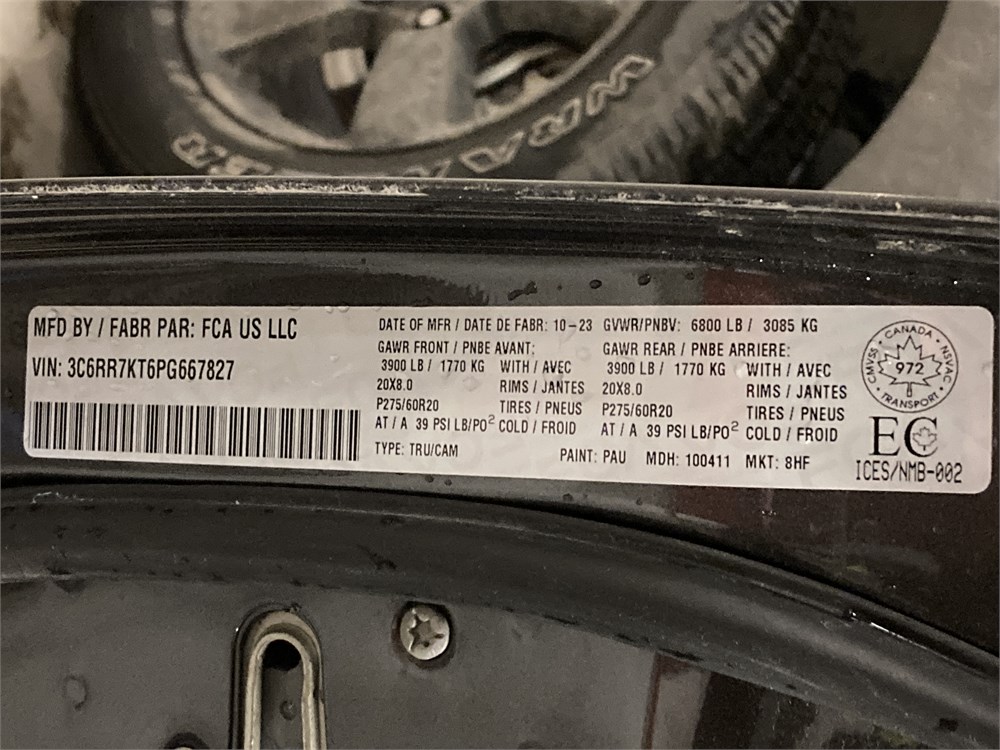 MFD BY / FABR PAR: FCA US LLC
VIN: 3C6RR7KT6PG667827
DATE OF MFR / DATE DE FABR: 10-23 GVWR/PNBV: 6800 LB / 3085 KG
GAWR FRONT / PNBE AVANT:
3900 LB / 1770 KG WITH / AVEC
20X8.0 RIMS / JANTES
P275/60R20 TIRES / PNEUS
AT / A 39 PSI LB/PO² COLD / FROID
GAWR REAR / PNBE ARRIERE:
3900 LB / 1770 KG WITH / AVEC
20X8.0 RIMS / JANTES
P275/60R20 TIRES / PNEUS
AT / A 39 PSI LB/PO² COLD / FROID
TYPE: TRU/CAM PAINT: PAU MDH: 100411 MKT: 8HF
CANADA
CMVSS NSVAC
972
TRANSPORT
EC
ICES/NMB-002